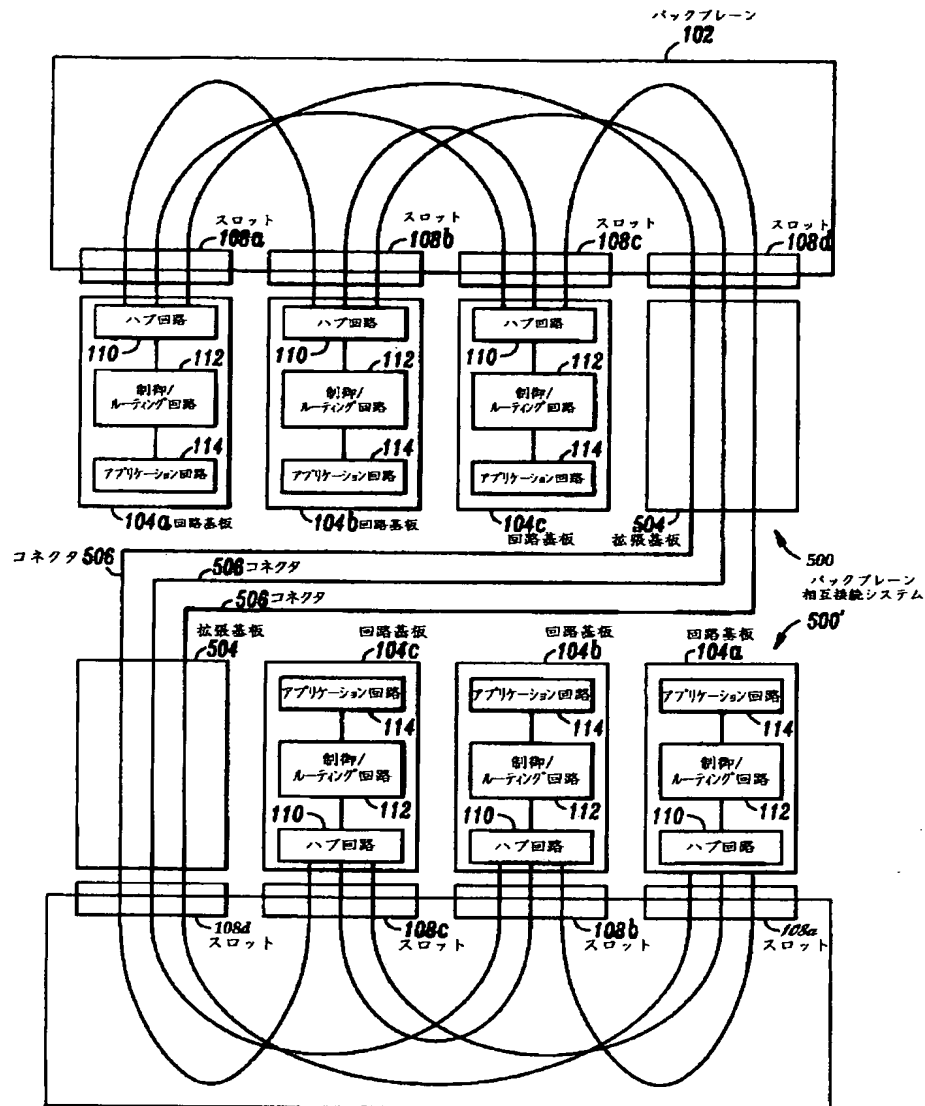 バックプレーン
102
スロット
108a
スロット
108b
スロット
108c
スロット
108d
ハブ回路
110
112
制御/
ルーティング回路
114
アプリケーション回路
104a 回路基板
ハブ回路
110
112
制御/
ルーティング回路
114
アプリケーション回路
104b 回路基板
ハブ回路
110
112
制御/
ルーティング回路
114
アプリケーション回路
104c
回路基板
504
拡張基板
コネクタ 506
506 コネクタ
506 コネクタ
500
バックプレーン
相互接続システム
500'
拡張基板
504
回路基板
104c
アプリケーション回路
114
制御/
ルーティング回路
112
110
ハブ回路
回路基板
104b
アプリケーション回路
114
制御/
ルーティング回路
112
110
ハブ回路
回路基板
104a
アプリケーション回路
114
制御/
ルーティング回路
112
110
ハブ回路
108d
スロット
108c
スロット
108b
スロット
108a
スロット